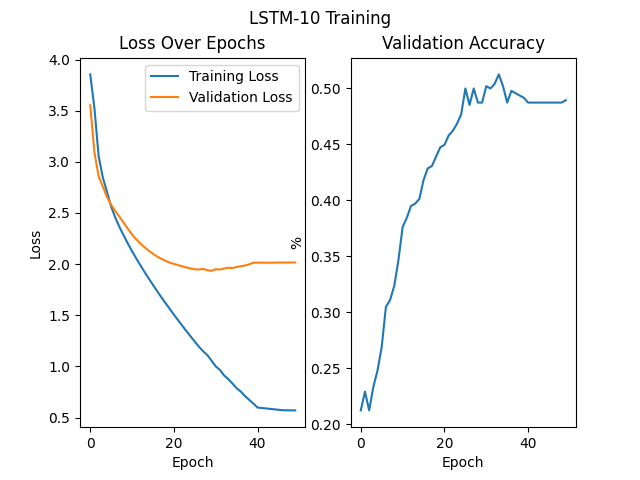 LSTM-10 Training
Loss Over Epochs
Validation Accuracy
Training Loss
Validation Loss
4.0
3.5
3.0
2.5
2.0
1.5
1.0
0.5
Loss
0 20 40
Epoch
0.50
0.45
0.40
0.35
0.30
0.25
0.20
%
0 20 40
Epoch